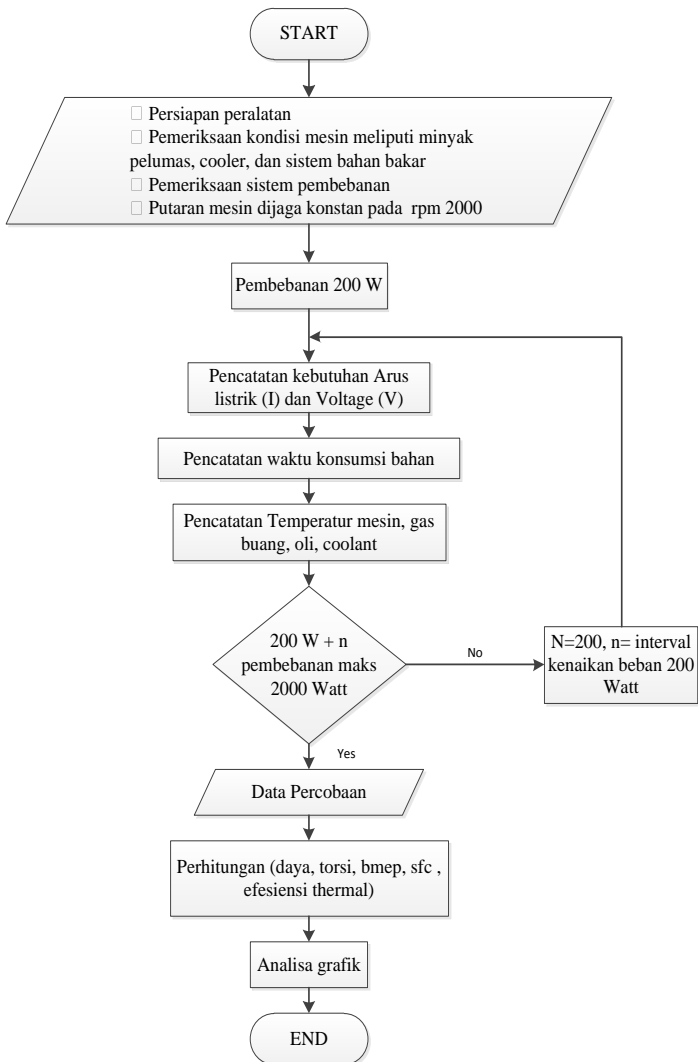 START
□ Persiapan peralatan
□ Pemeriksaan kondisi mesin meliputi minyak
pelumas, cooler, dan sistem bahan bakar
□ Pemeriksaan sistem pembebanan
□ Putaran mesin dijaga konstan pada rpm 2000
Pembebanan 200 W
Pencatatan kebutuhan Arus
listrik (I) dan Voltage (V)
Pencatatan waktu konsumsi bahan
Pencatatan Temperatur mesin, gas
buang, oli, coolant
200 W + n
pembebanan maks
2000 Watt
No
N=200, n= interval
kenaikan beban 200
Watt
Yes
Data Percobaan
Perhitungan (daya, torsi, bmep, sfc ,
efesiensi thermal)
Analisa grafik
END